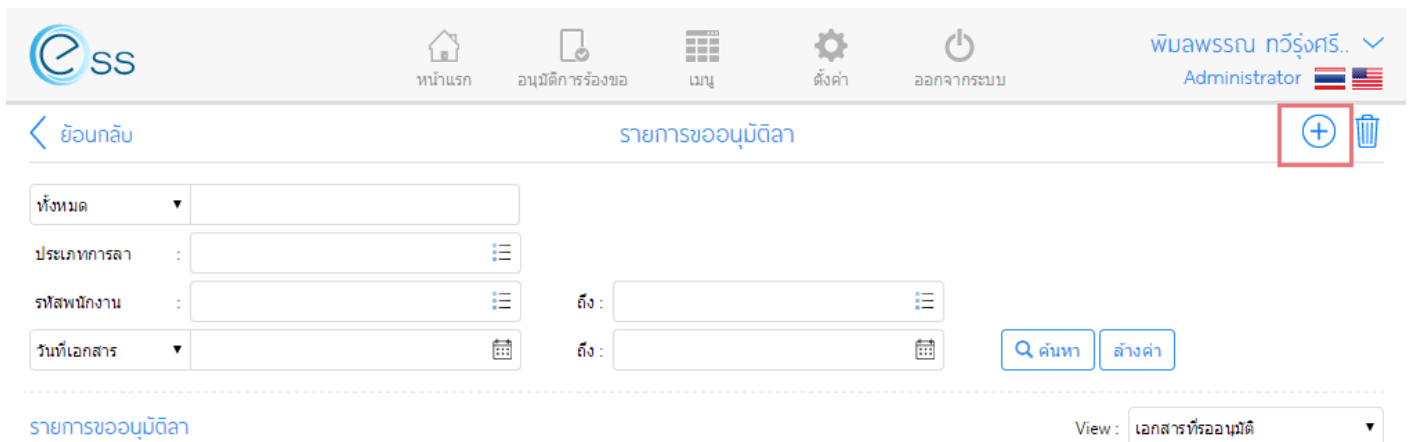 ess
หน้าแรก อนุมัติการร้องขอ เมนู ตั้งค่า ออกจากระบบ พิมลพรรณ ทวีรุ่งศรี..
Administrator
ย้อนกลับ รายการขออนุมัติลา
ทั้งหมด
ประเภทการลา :
รหัสพนักงาน : ถึง :
วันที่เอกสาร ถึง : ค้นหา ล้างค่า
รายการขออนุมัติลา View : เอกสารที่รออนุมัติ